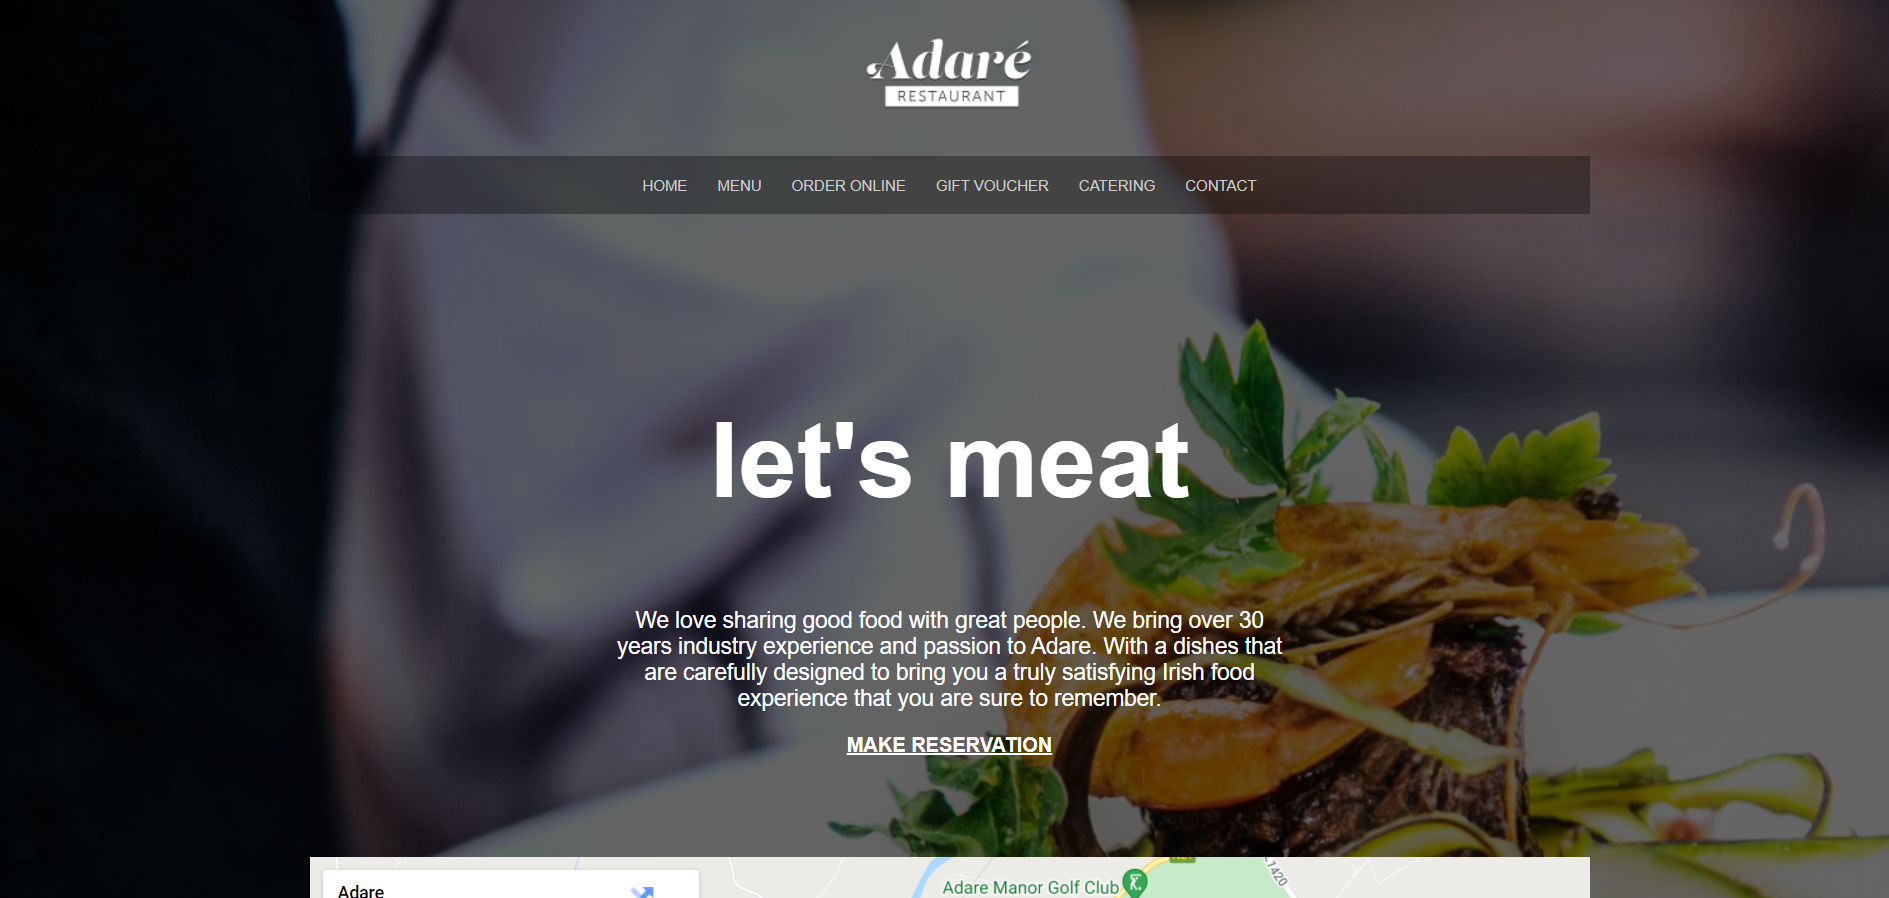 Adaré
RESTAURANT
HOME MENU ORDER ONLINE GIFT VOUCHER CATERING CONTACT
let's meat
We love sharing good food with great people. We bring over 30
years industry experience and passion to Adare. With a dishes that
are carefully designed to bring you a truly satisfying Irish food
experience that you are sure to remember.
MAKE RESERVATION
Adare
Adare Manor Golf Club
L1420